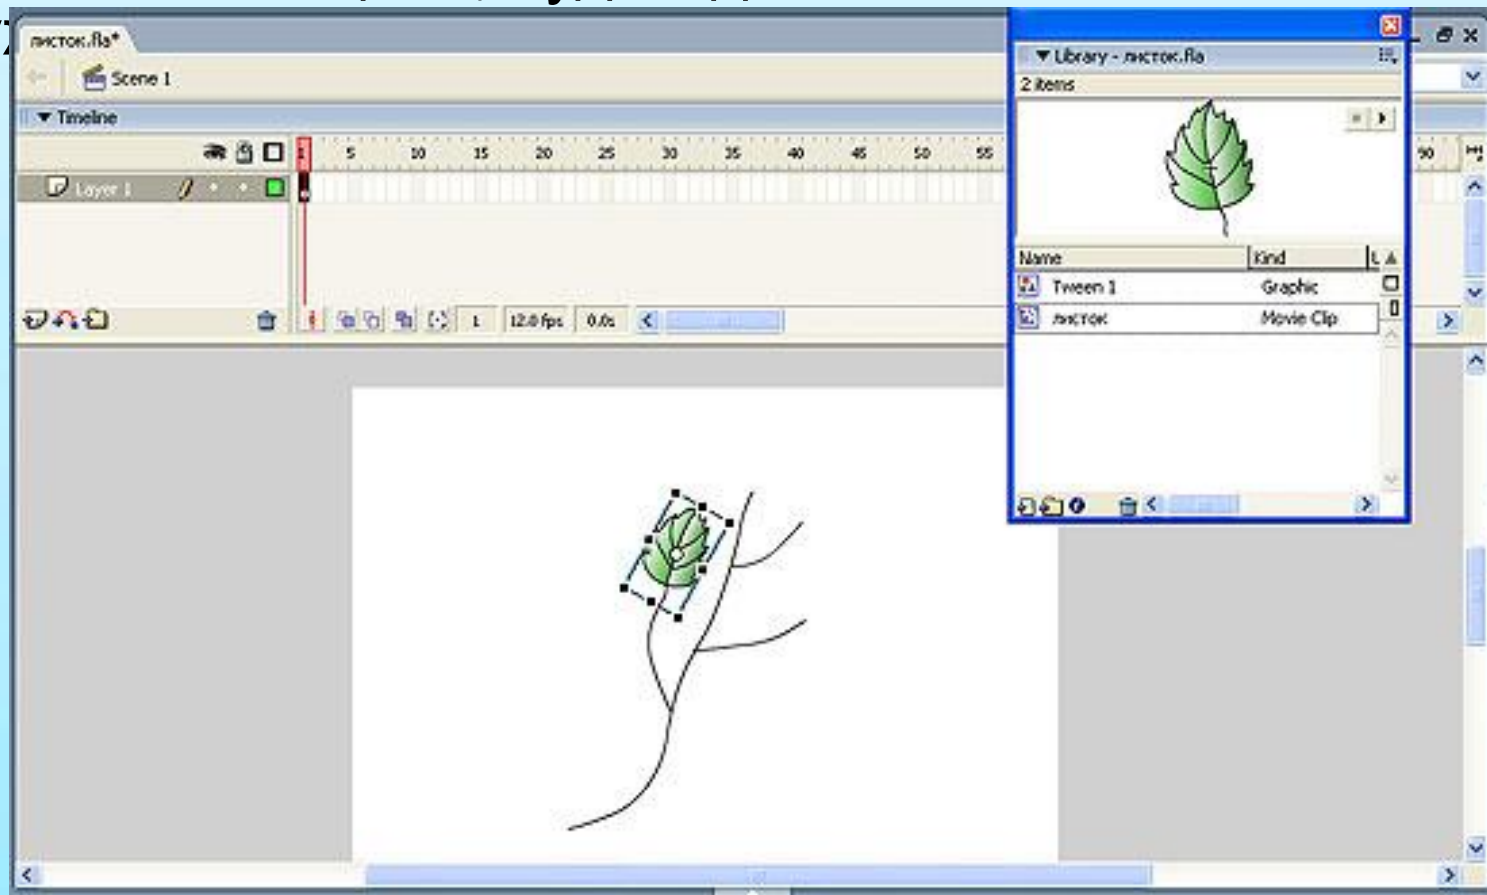 листок.fla*
Scene 1
Timeline
1 5 10 15 20 25 30 35 40 45 50 55 90
Layer 1
1 12.0 fps 0.0s
Library - листок.fla
2 items
Name Kind L
Tween 1 Graphic
листок Movie Clip